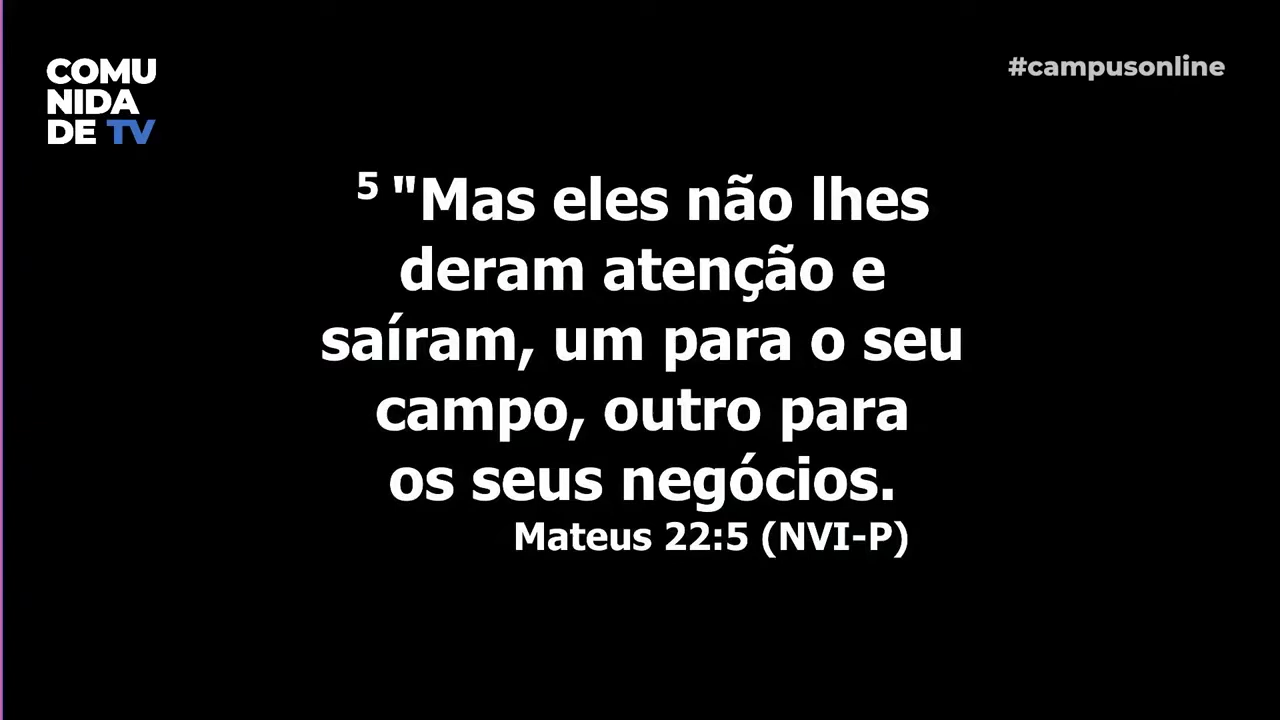 COMU
NIDA
DE TV
#campusonline
5 "Mas eles não lhes
deram atenção e
saíram, um para o seu
campo, outro para
os seus negócios.
Mateus 22:5 (NVI-P)